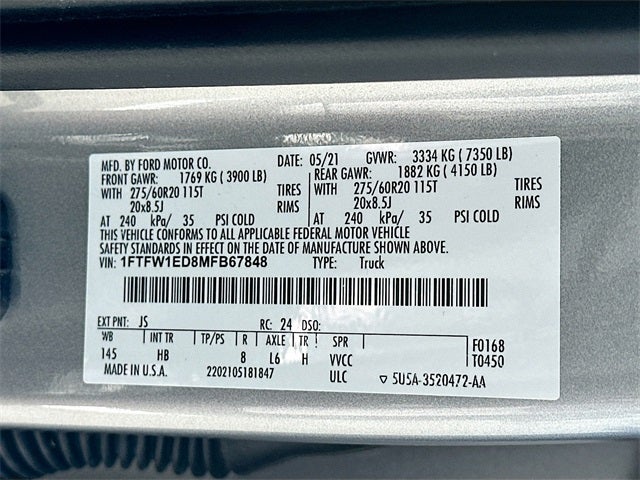 MFD. BY FORD MOTOR CO. DATE: 05/21 GVWR: 3334 KG ( 7350 LB)
FRONT GAWR: 1769 KG ( 3900 LB) REAR GAWR: 1882 KG ( 4150 LB)
WITH 275/60R20 115T TIRES WITH 275/60R20 115T TIRES
20x8.5J RIMS 20x8.5J RIMS
AT 240 kPa/ 35 PSI COLD AT 240 kPa/ 35 PSI COLD
THIS VEHICLE CONFORMS TO ALL APPLICABLE FEDERAL MOTOR VEHICLE
SAFETY STANDARDS IN EFFECT ON THE DATE OF MANUFACTURE SHOWN ABOVE.
VIN: 1FTFW1ED8MFB67848 TYPE: Truck
EXT PNT: JS RC: 24 DSO:
WB INT TR TP/PS R AXLE TR SPR F0168
145 HB 8 L6 H VVCC T0450
MADE IN U.S.A. 2202105181847 ULC ▽ 5U5A-3520472-AA